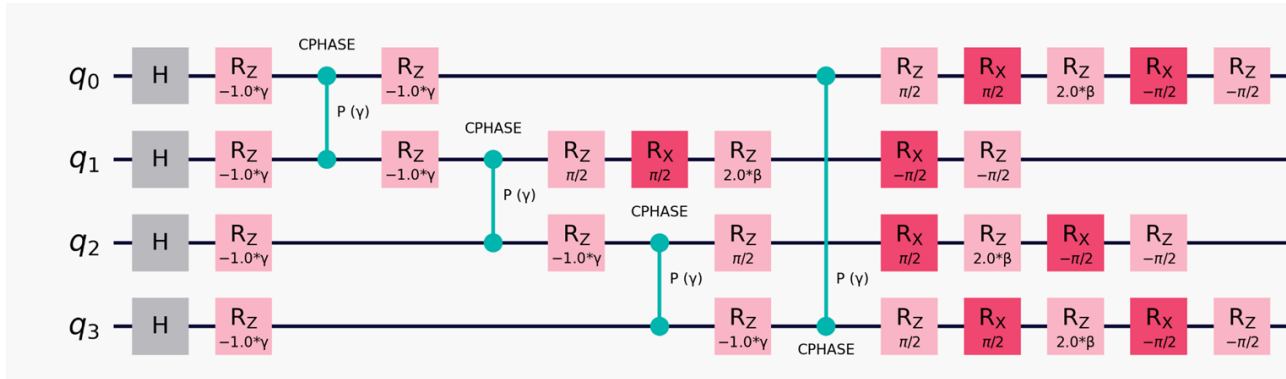 CPHASE
q₀ H R_Z −1.0*γ R_Z −1.0*γ R_Z π/2 R_X π/2 R_Z 2.0*β R_X −π/2 R_Z −π/2
P (γ)
CPHASE
q₁ H R_Z −1.0*γ R_Z −1.0*γ R_Z π/2 R_X π/2 R_Z 2.0*β R_X −π/2 R_Z −π/2
P (γ)
CPHASE
q₂ H R_Z −1.0*γ R_Z −1.0*γ R_Z π/2 R_X π/2 R_Z 2.0*β R_X −π/2 R_Z −π/2
P (γ) P (γ)
q₃ H R_Z −1.0*γ R_Z −1.0*γ R_Z π/2 R_X π/2 R_Z 2.0*β R_X −π/2 R_Z −π/2
CPHASE